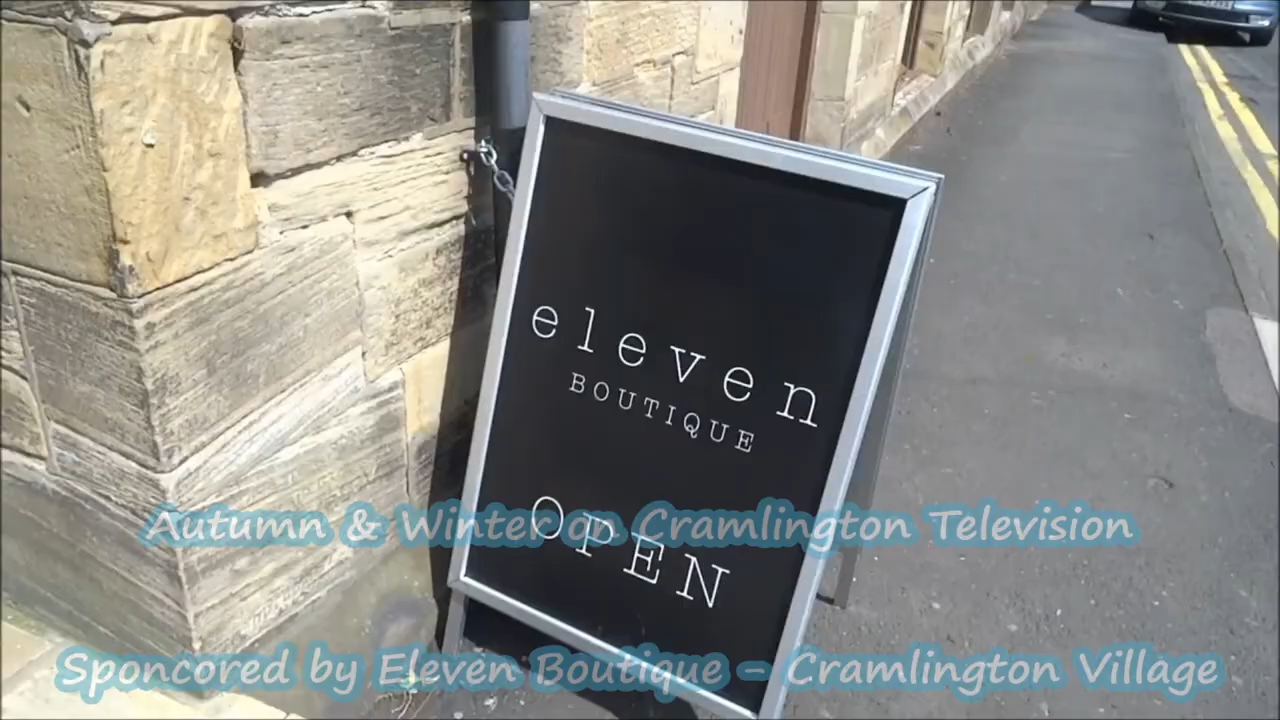 eleven
BOUTIQUE
OPEN
Autumn & Winter on Cramlington Television
Sponcored by Eleven Boutique - Cramlington Village